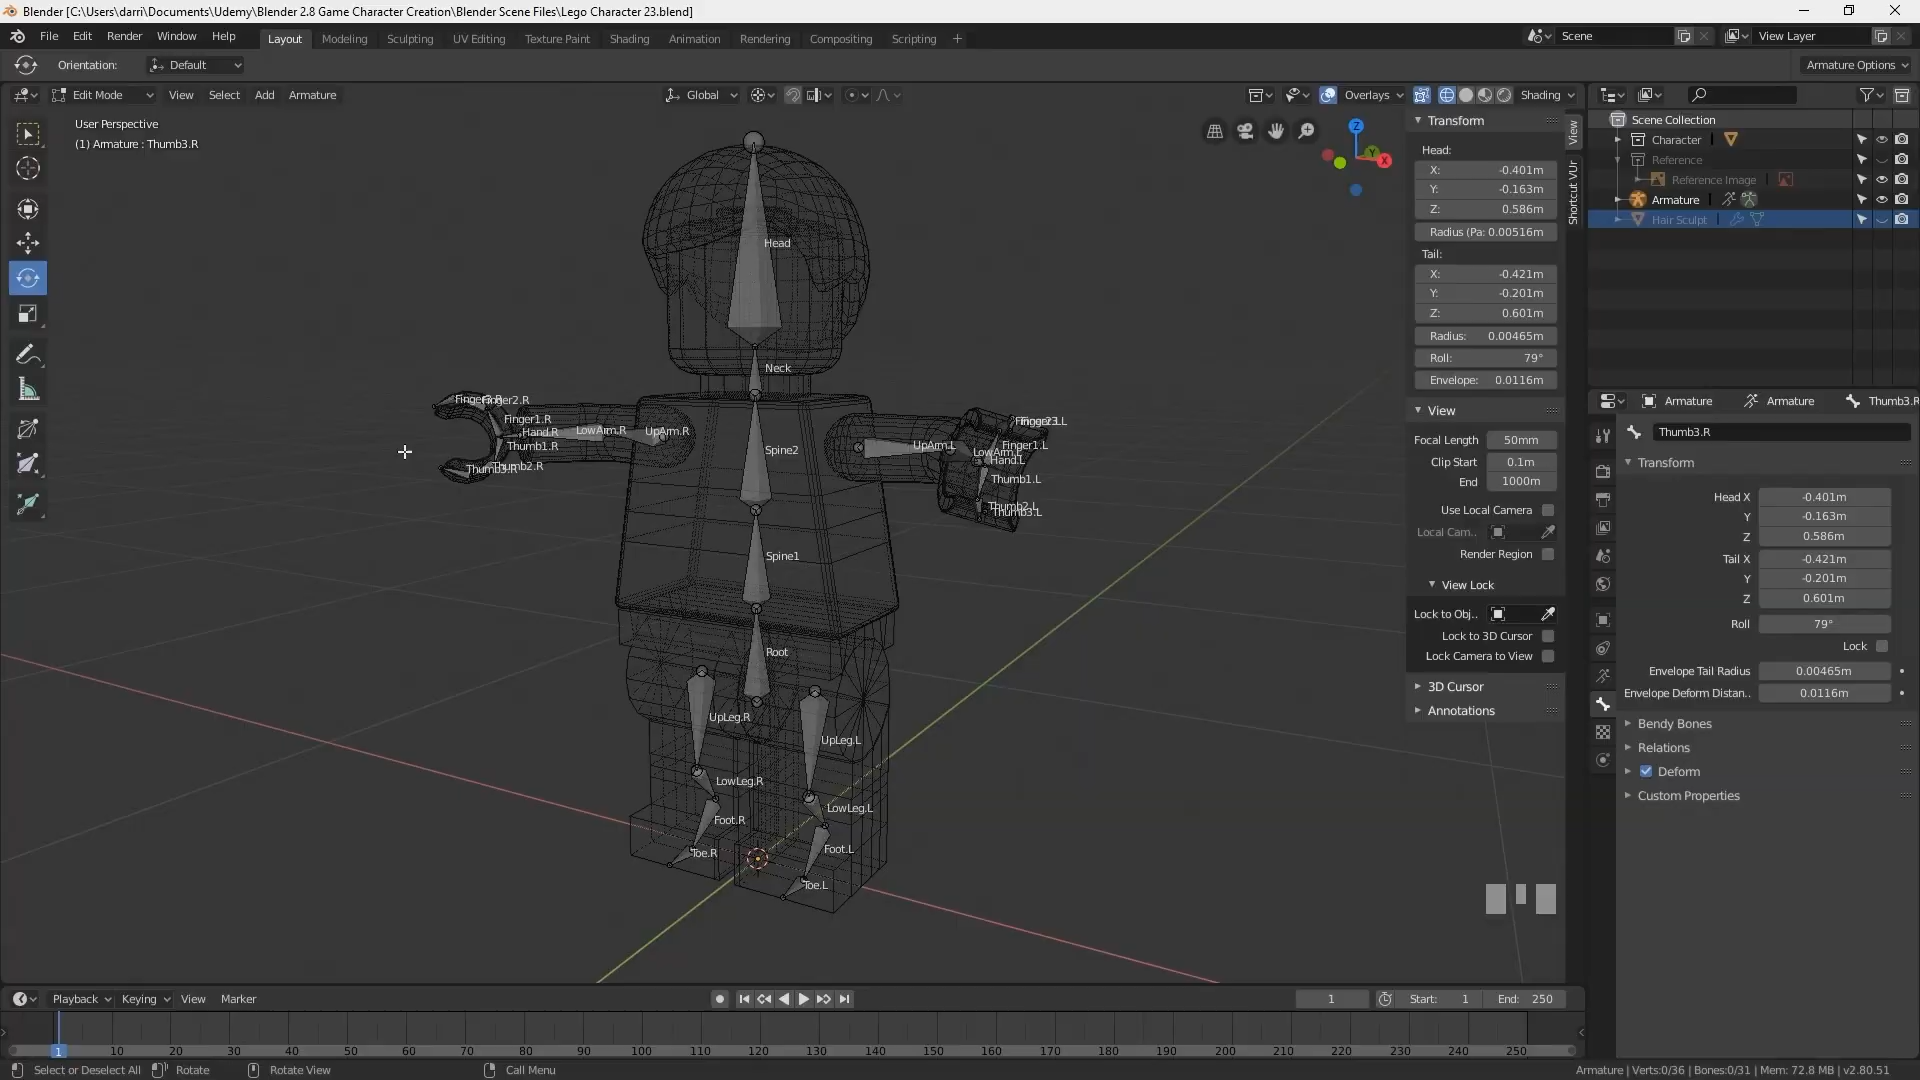 Blender [C:\Users\darri\Documents\Udemy\Blender 2.8 Game Character Creation\Blender Scene Files\Lego Character 23.blend]
File Edit Render Window Help Layout Modeling Sculpting UV Editing Texture Paint Shading Animation Rendering Compositing Scripting + Scene View Layer
Orientation: Default Armature Options
Edit Mode View Select Add Armature Global Overlays Shading
User Perspective
(1) Armature : Thumb3.R
Head
Neck
Finger2.R
Finger1.R
Hand.R
LowArm.R
UpArm.R
Thumb1.R
Thumb2.R
Spine2
UpArm.L
Finger1.L
Hand.L
Thumb1.L
Thumb2.L
Thumb3.L
Spine1
Root
UpLeg.R
UpLeg.L
LowLeg.R
LowLeg.L
Foot.R
Foot.L
Toe.R
Toe.L
Z
Y
X
Transform
Head:
X: -0.401m
Y: -0.163m
Z: 0.586m
Radius (Pa: 0.00516m
Tail:
X: -0.421m
Y: -0.201m
Z: 0.601m
Radius: 0.00465m
Roll: 79°
Envelope: 0.0116m
View
Focal Length 50mm
Clip Start 0.1m
End 1000m
Use Local Camera
Local Cam..
Render Region
View Lock
Lock to Obj..
Lock to 3D Cursor
Lock Camera to View
3D Cursor
Annotations
View
Shortcut VUr
Scene Collection
Character
Reference
Reference Image
Armature
Hair Sculpt
Armature Armature Thumb3.R
Thumb3.R
Transform
Head X -0.401m
Y -0.163m
Z 0.586m
Tail X -0.421m
Y -0.201m
Z 0.601m
Roll 79°
Lock
Envelope Tail Radius 0.00465m
Envelope Deform Distan.. 0.0116m
Bendy Bones
Relations
Deform
Custom Properties
Playback Keying View Marker 1 Start: 1 End: 250
1 10 20 30 40 50 60 70 80 90 100 110 120 130 140 150 160 170 180 190 200 210 220 230 240 250
Select or Deselect All Rotate Rotate View Call Menu Armature | Verts:0/36 | Bones:0/31 | Mem: 72.8 MB | v2.80.51